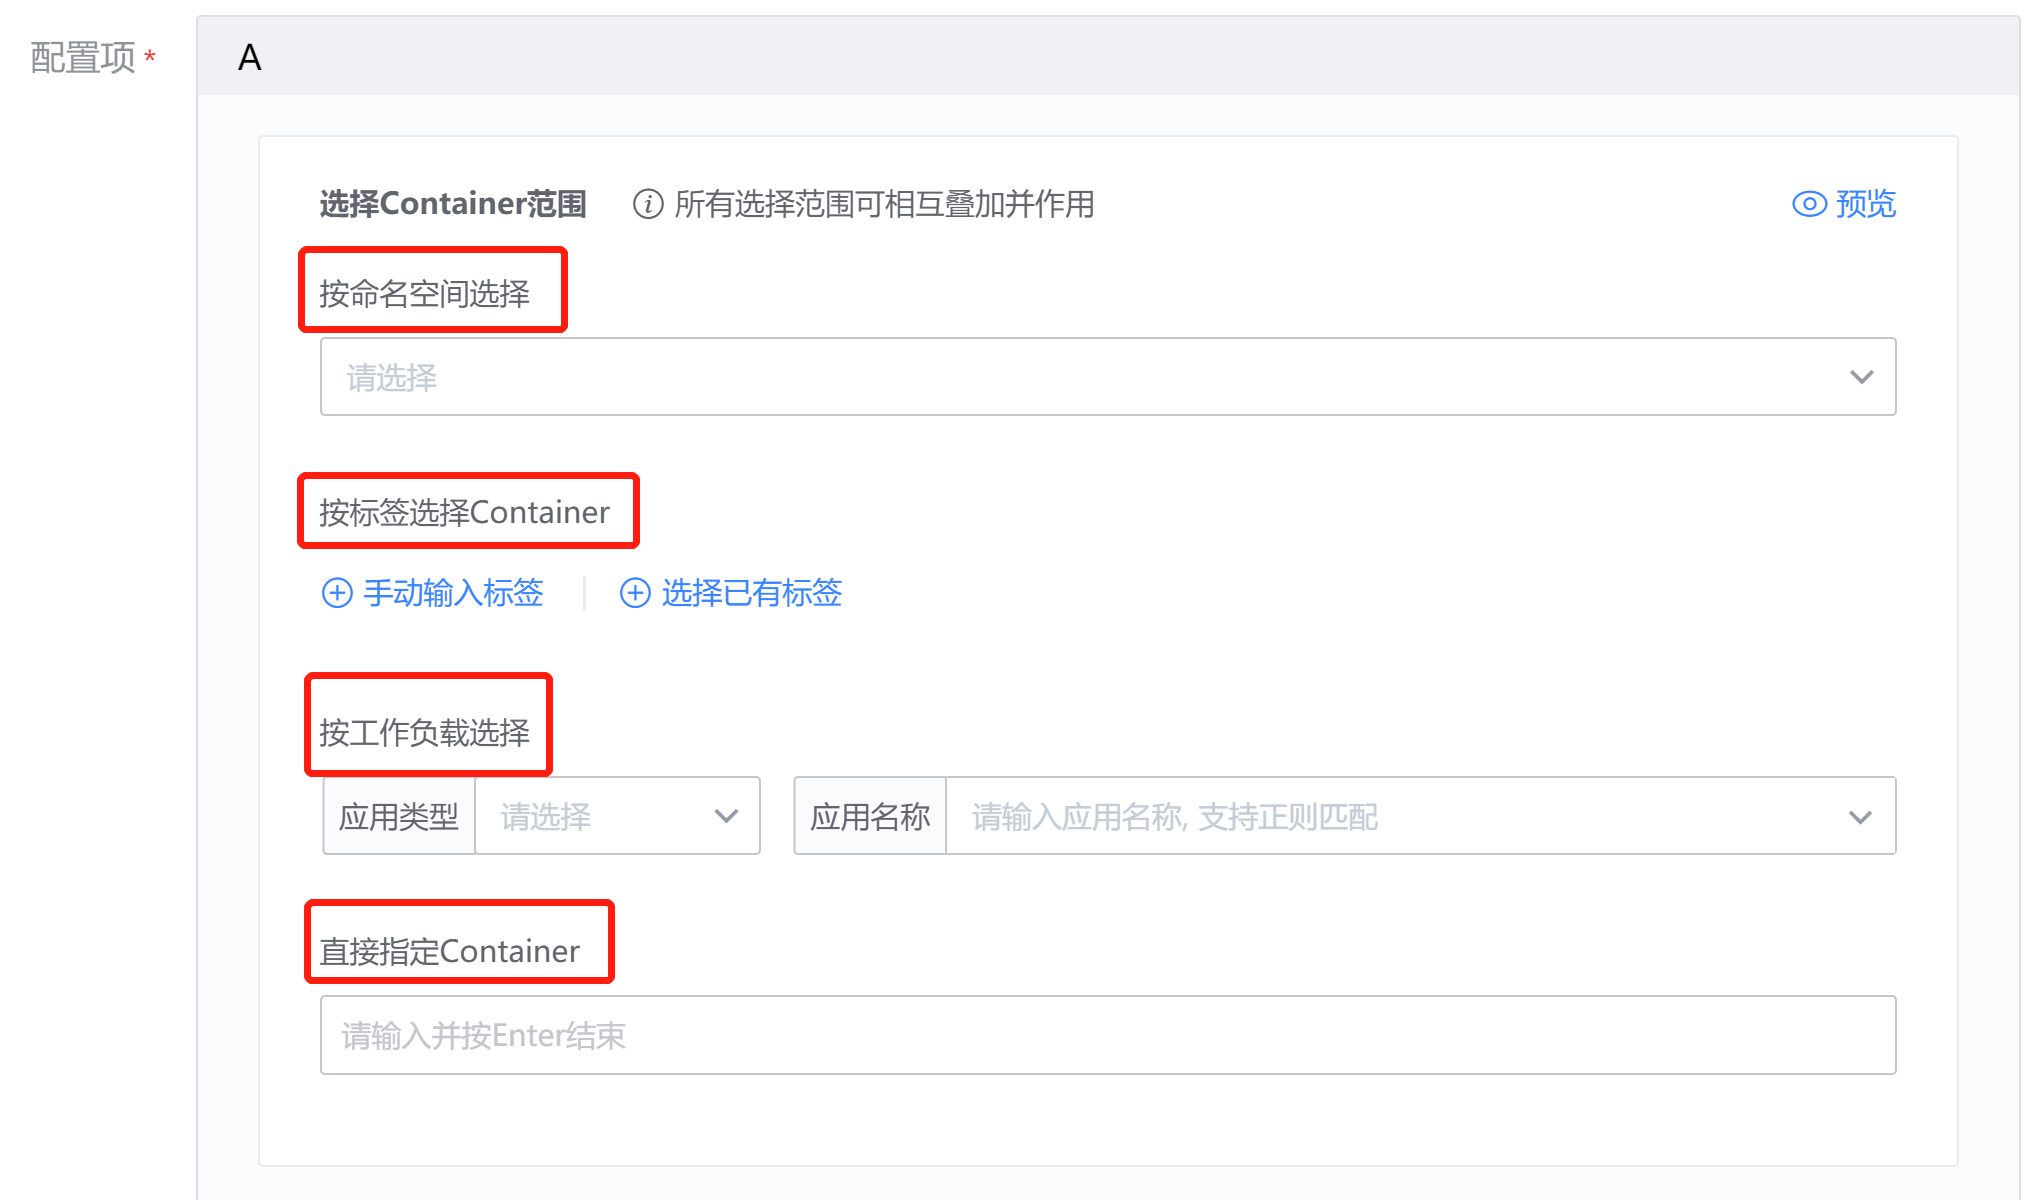 配置项 *
A
选择Container范围 所有选择范围可相互叠加并作用 预览
按命名空间选择
请选择
按标签选择Container
手动输入标签 选择已有标签
按工作负载选择
应用类型 请选择 应用名称 请输入应用名称, 支持正则匹配
直接指定Container
请输入并按Enter结束